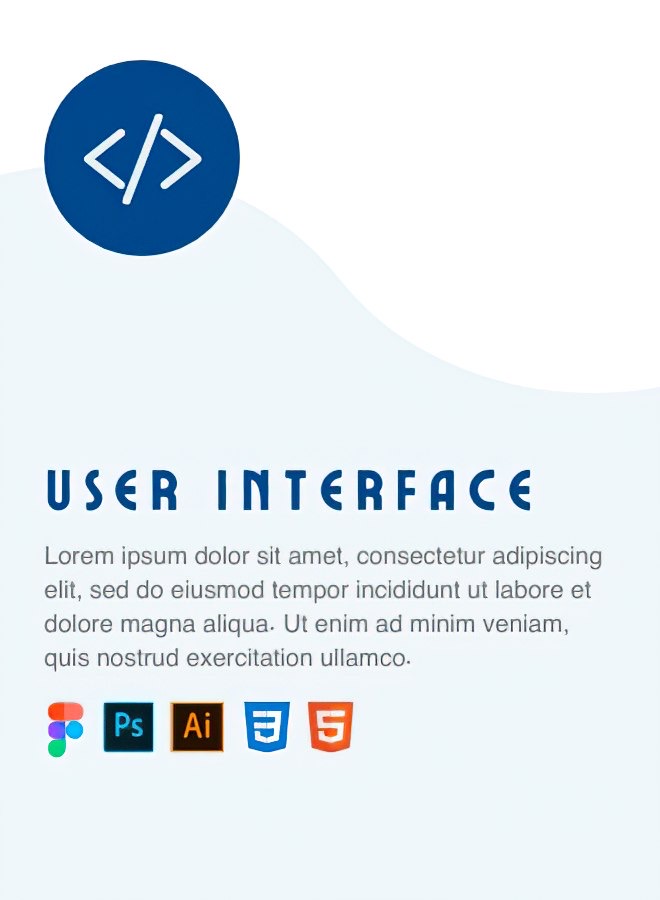 </>
USER INTERFACE
Lorem ipsum dolor sit amet, consectetur adipiscing
elit, sed do eiusmod tempor incididunt ut labore et
dolore magna aliqua. Ut enim ad minim veniam,
quis nostrud exercitation ullamco.
Ps Ai 3 5